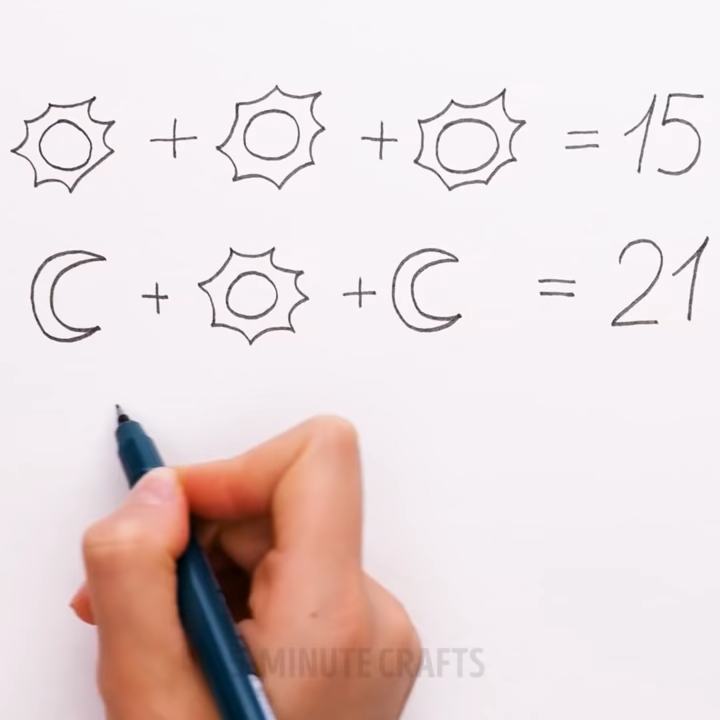 + + = 15
+ + = 21
MINUTE CRAFTS